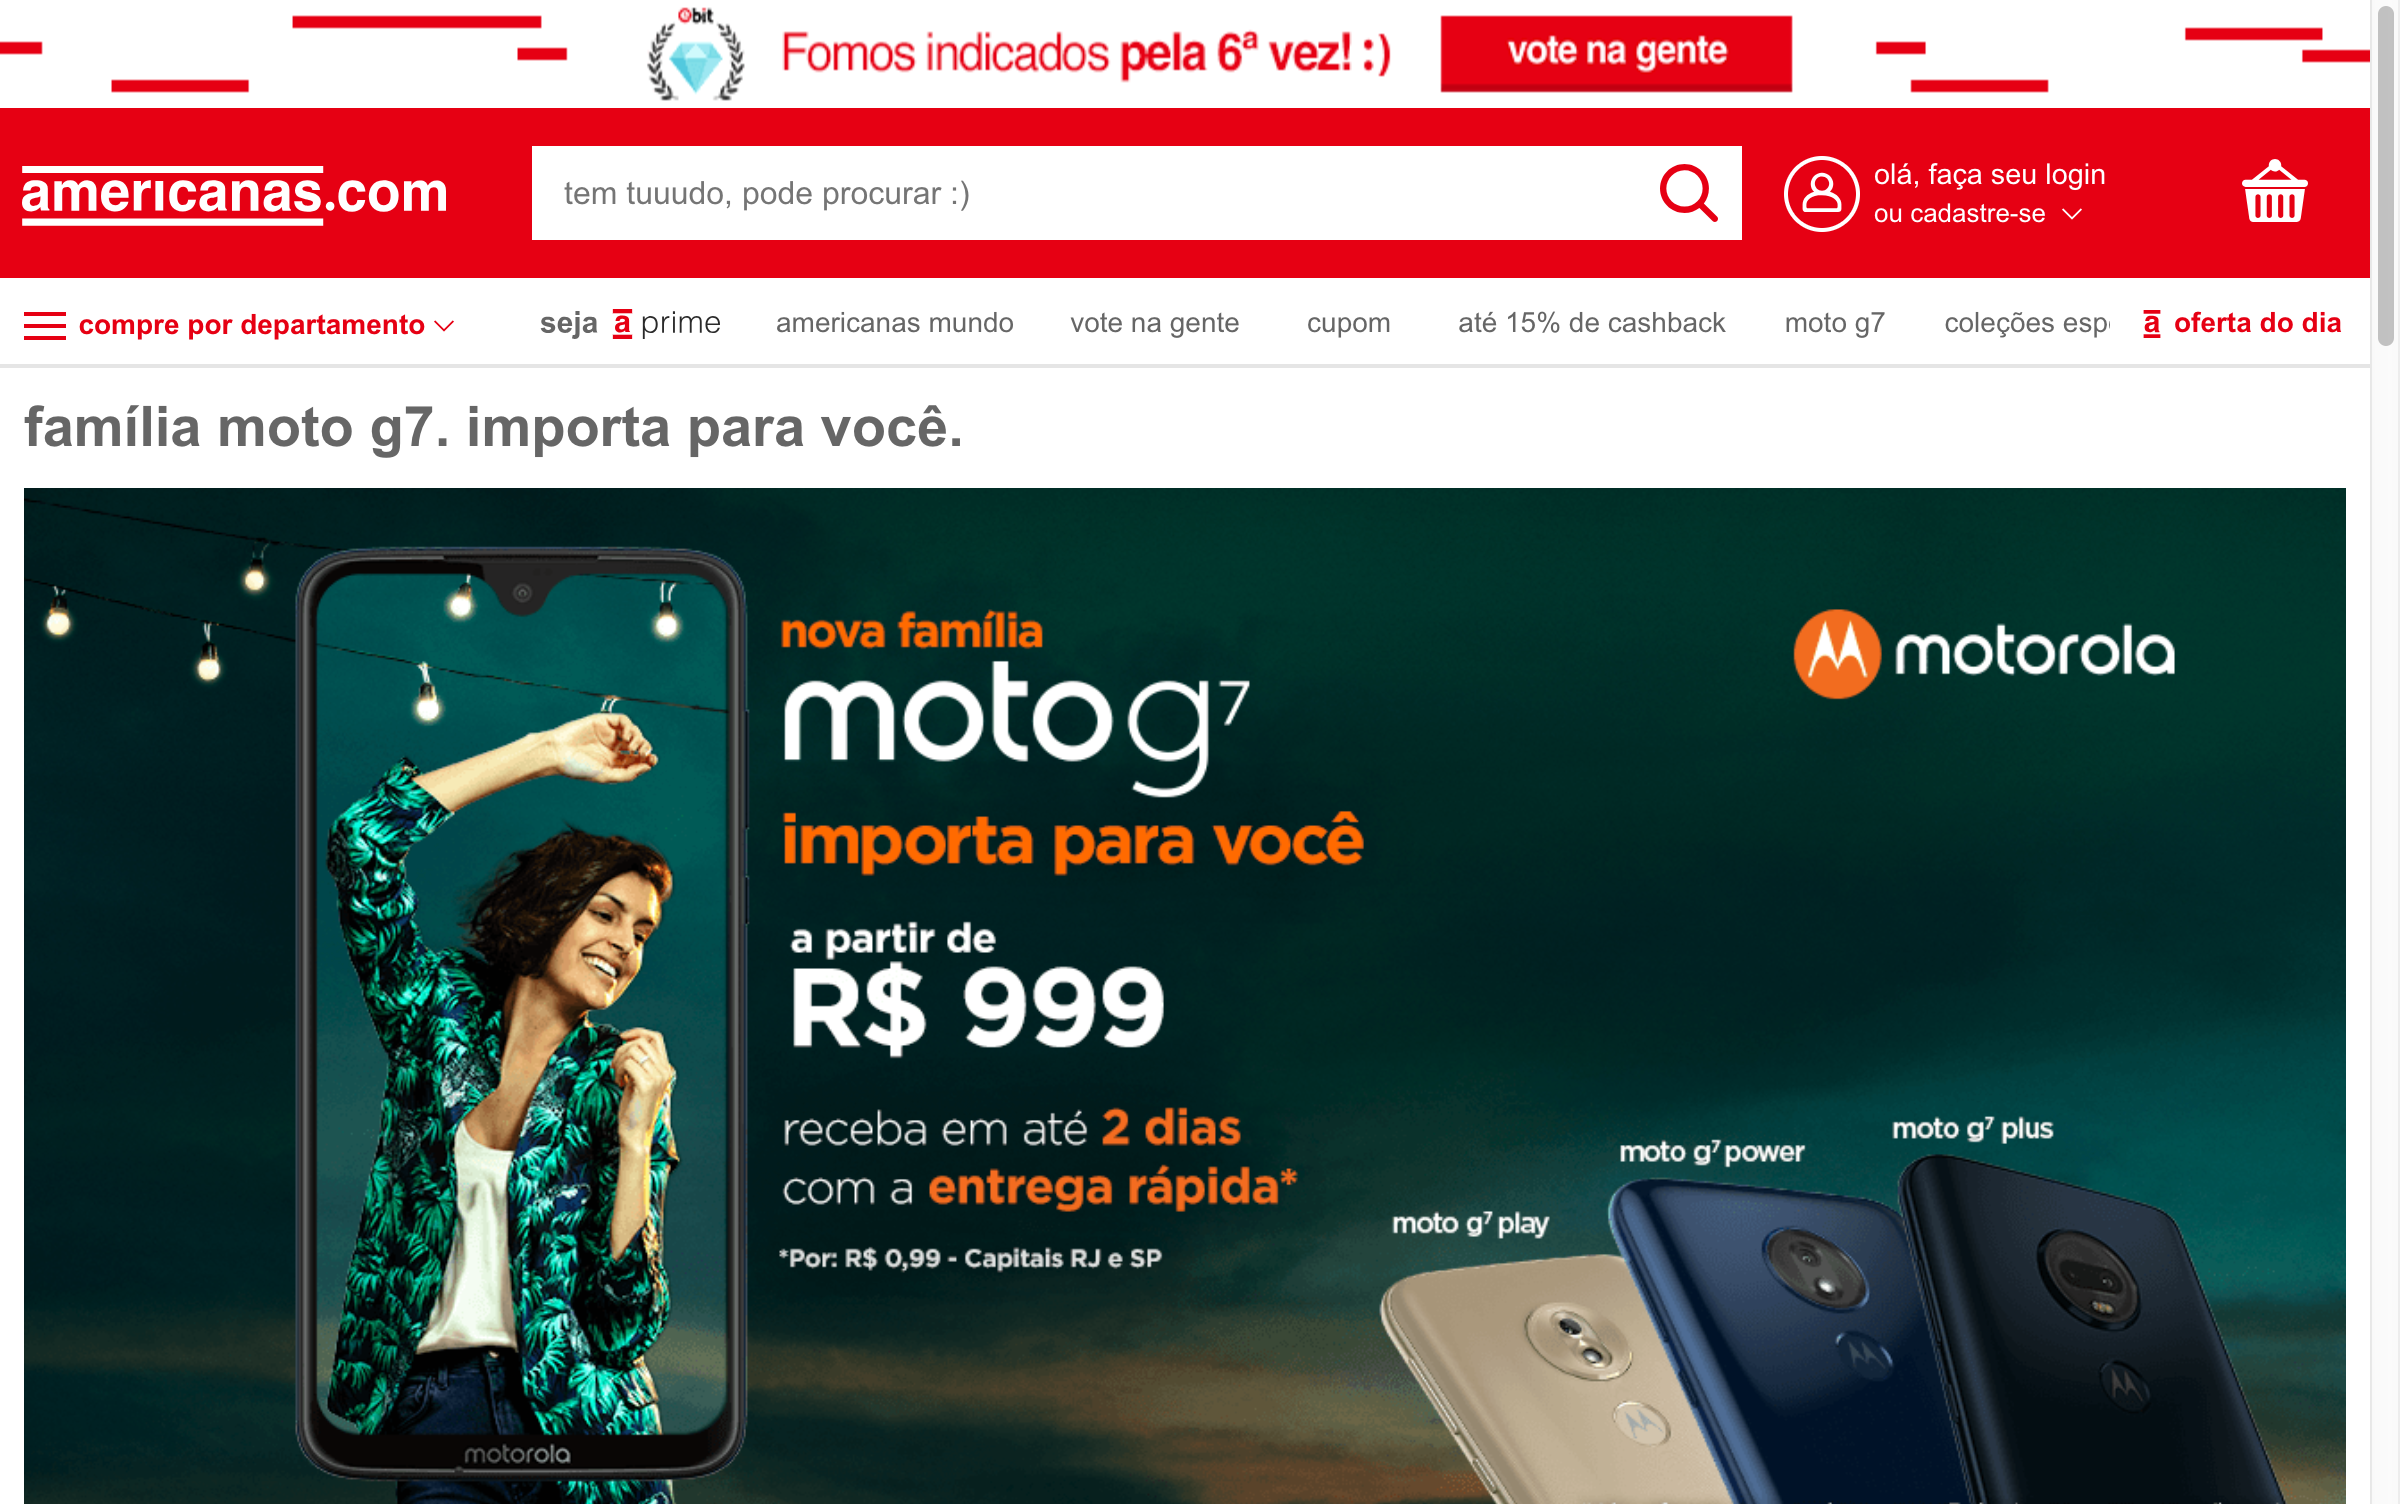 ebit
Fomos indicados pela 6ª vez! :)
vote na gente
americanas.com
tem tuuudo, pode procurar :)
olá, faça seu login
ou cadastre-se
compre por departamento
seja a prime
americanas mundo
vote na gente
cupom
até 15% de cashback
moto g7
coleções esp
a oferta do dia
família moto g7. importa para você.
nova família
moto g7
importa para você
a partir de
R$ 999
receba em até 2 dias
com a entrega rápida*
*Por: R$ 0,99 - Capitais RJ e SP
motorola
moto g7 plus
moto g7 power
moto g7 play
motorola